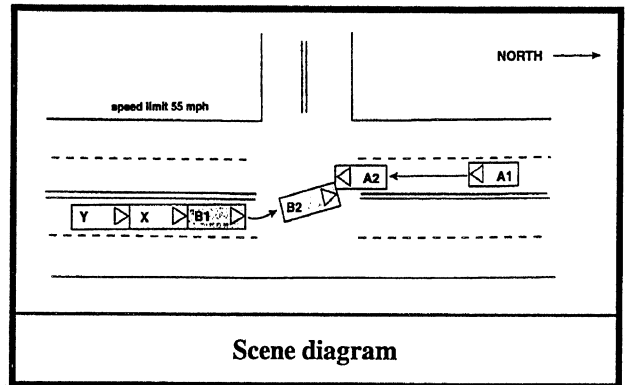 NORTH
speed limit 55 mph
A2
A1
B2
Y X B1
Scene diagram